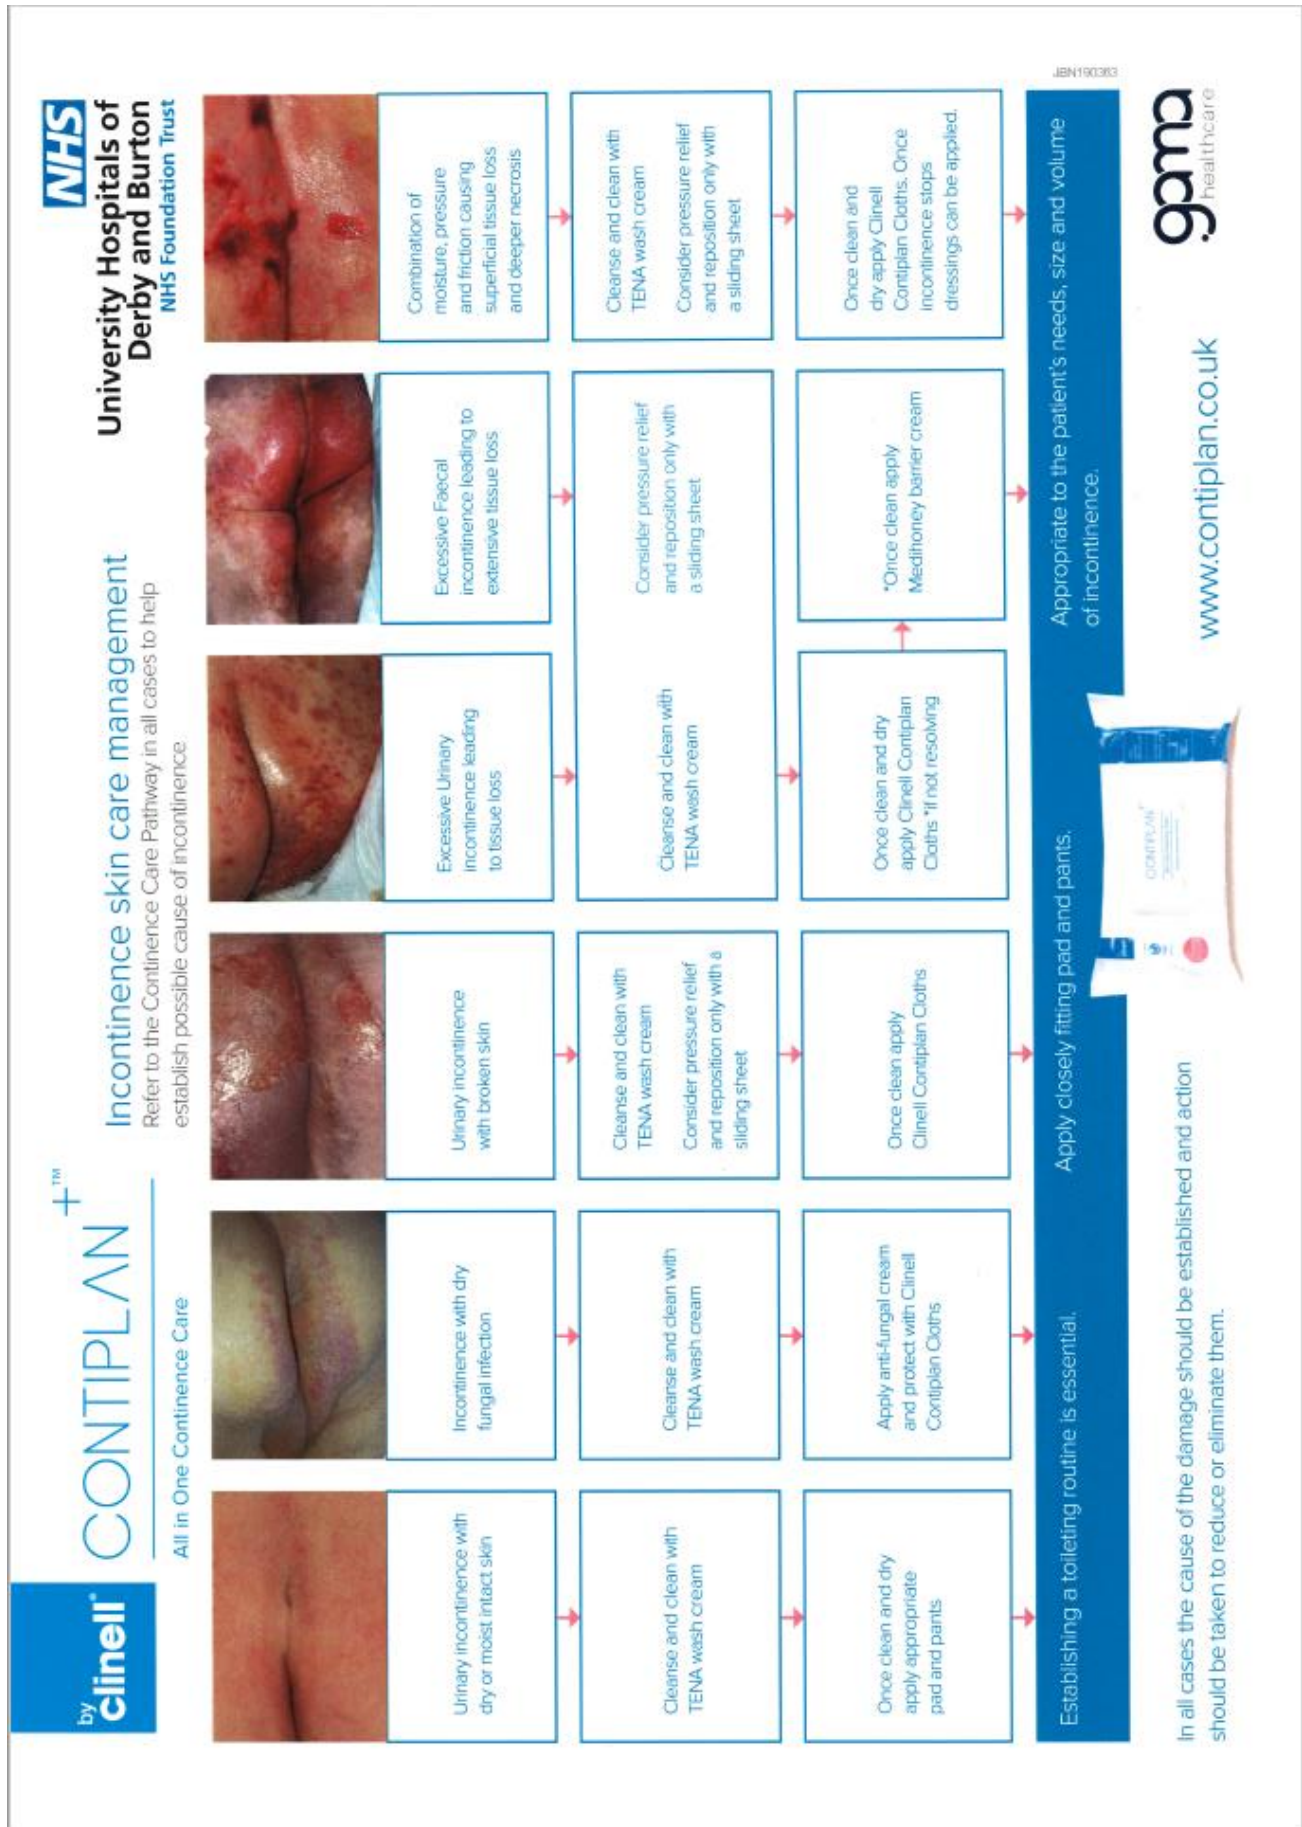 by
clinell®
CONTIPLAN+™
All in One Continence Care
Incontinence skin care management
Refer to the Continence Care Pathway in all cases to help
establish possible cause of incontinence
NHS
University Hospitals of
Derby and Burton
NHS Foundation Trust
Urinary incontinence with
dry or moist intact skin
Cleanse and clean with
TENA wash cream
Once clean and dry
apply appropriate
pad and pants
Incontinence with dry
fungal infection
Cleanse and clean with
TENA wash cream
Apply anti-fungal cream
and protect with Clinell
Contiplan Cloths
Urinary incontinence
with broken skin
Cleanse and clean with
TENA wash cream
Consider pressure relief
and reposition only with a
sliding sheet
Once clean apply
Clinell Contiplan Cloths
Excessive Urinary
incontinence leading
to tissue loss
Excessive Faecal
incontinence leading to
extensive tissue loss
Cleanse and clean with
TENA wash cream
Consider pressure relief
and reposition only with
a sliding sheet
Once clean and dry
apply Clinell Contiplan
Cloths *if not resolving
*Once clean apply
Medihoney barrier cream
Combination of
moisture, pressure
and friction causing
superficial tissue loss
and deeper necrosis
Cleanse and clean with
TENA wash cream
Consider pressure relief
and reposition only with
a sliding sheet
Once clean and
dry apply Clinell
Contiplan Cloths. Once
incontinence stops
dressings can be applied.
Establishing a toileting routine is essential.
Apply closely fitting pad and pants.
Appropriate to the patient's needs, size and volume
of incontinence.
JBN190363
In all cases the cause of the damage should be established and action
should be taken to reduce or eliminate them.
CONTIPLAN
www.contiplan.co.uk
gama
healthcare